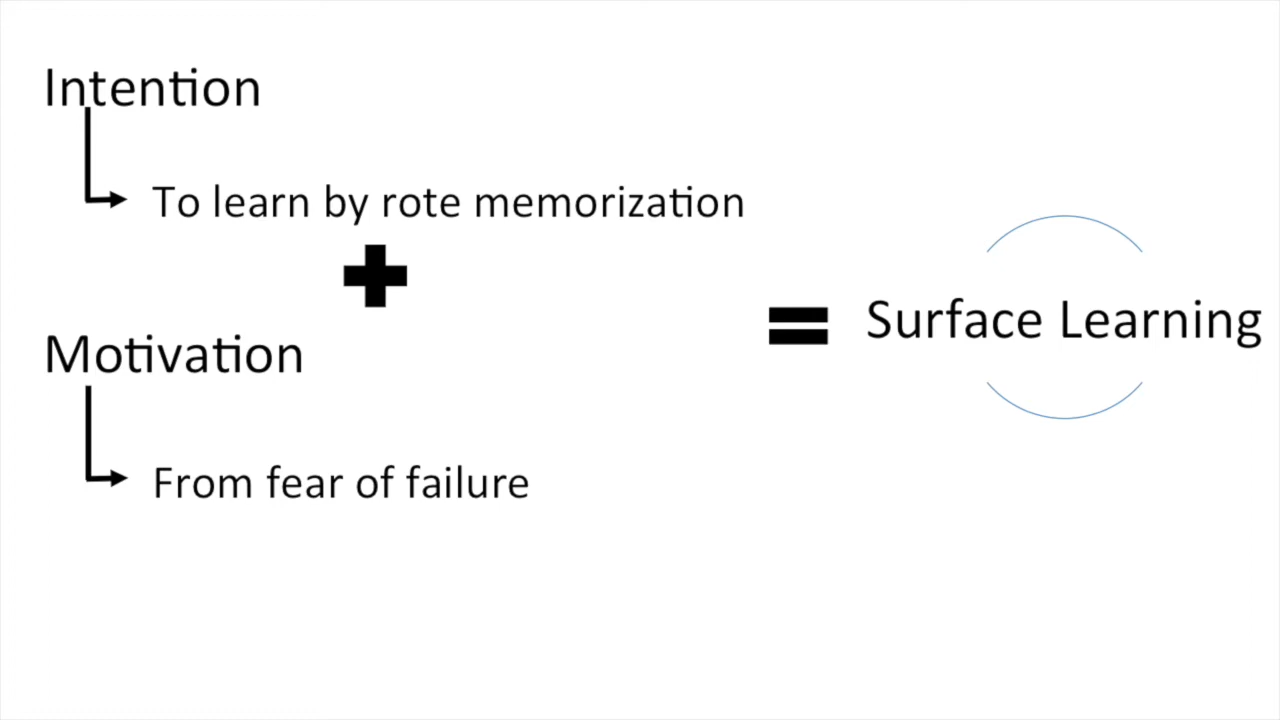 Intention
To learn by rote memorization
Motivation
From fear of failure
Surface Learning